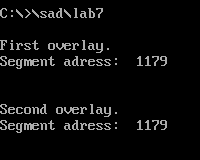 C:\>\sad\lab7
First overlay.
Segment adress:  1179
Second overlay.
Segment adress:  1179